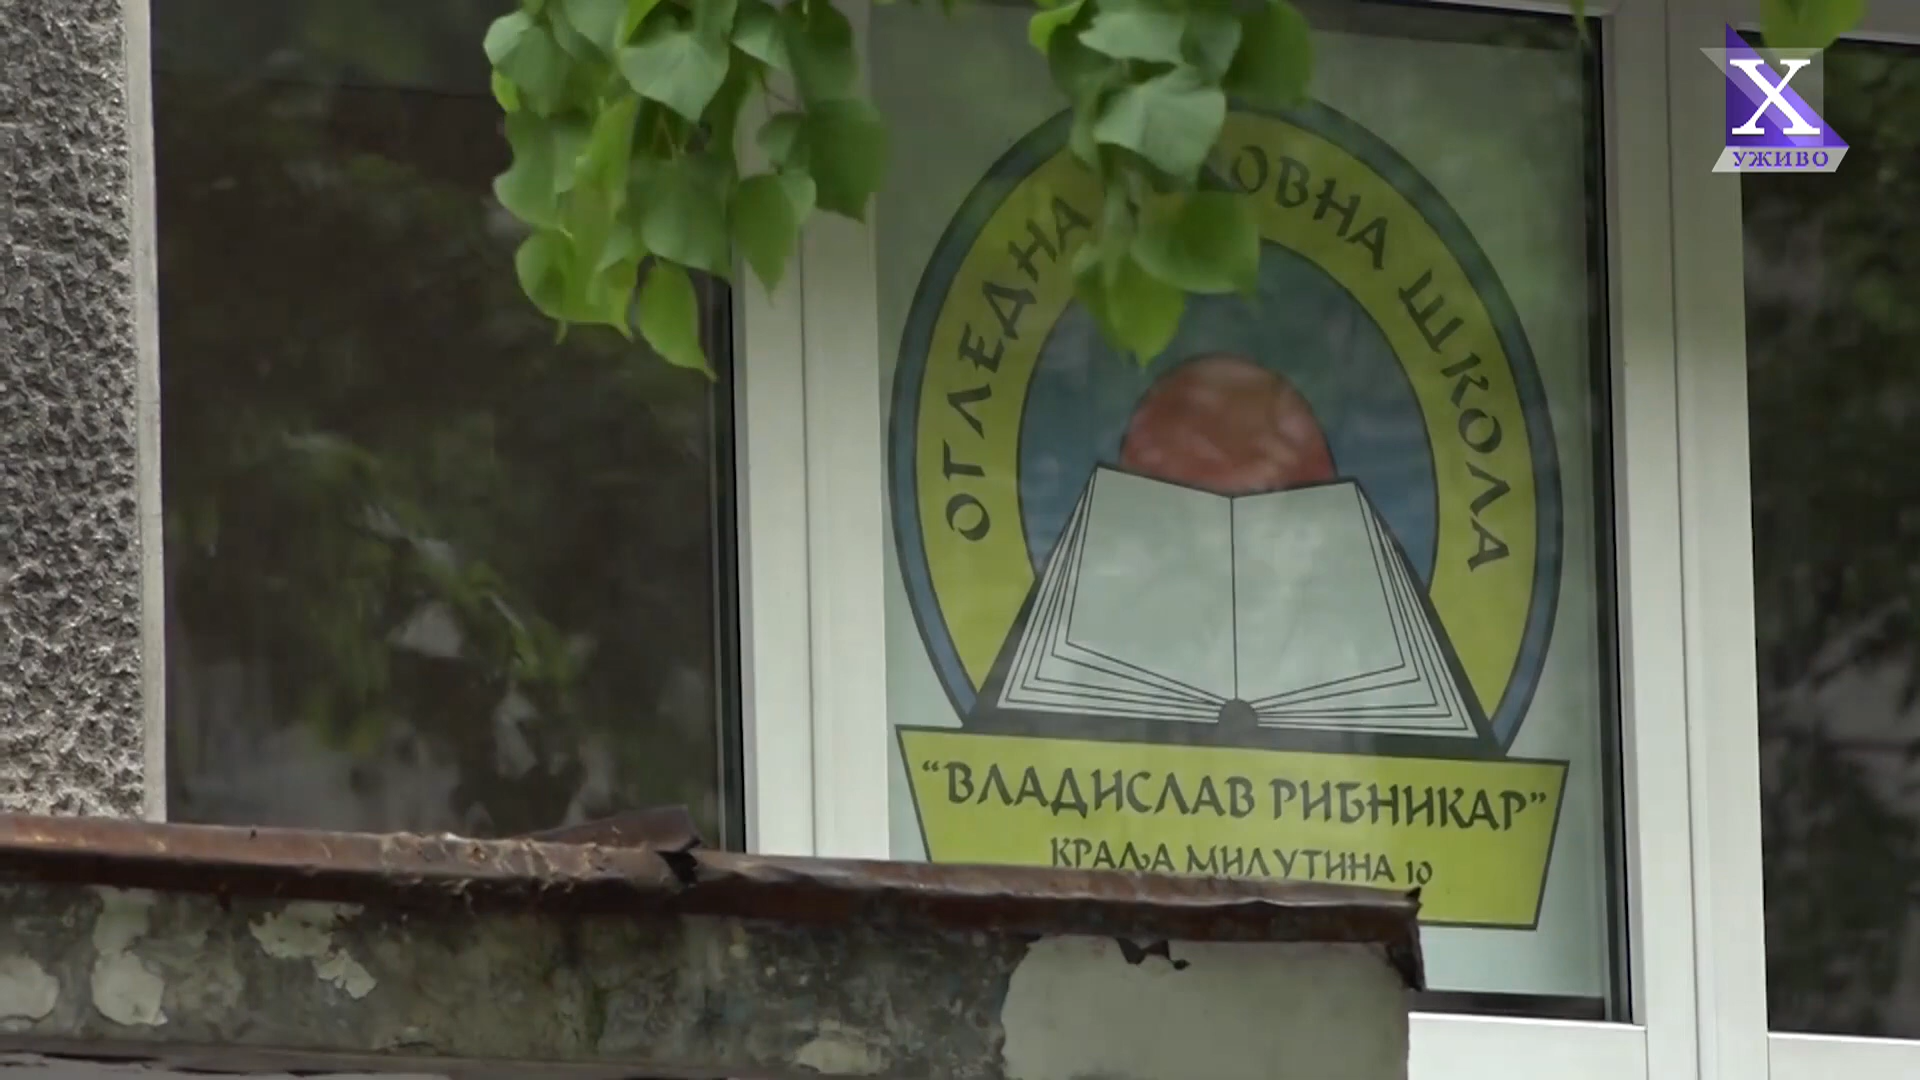 X
УЖИВО
ОГЛЕДНА ШКОЛА
"ВЛАДИСЛАВ РИБНИКАР"
КРАЉА МИЛУТИНА 10